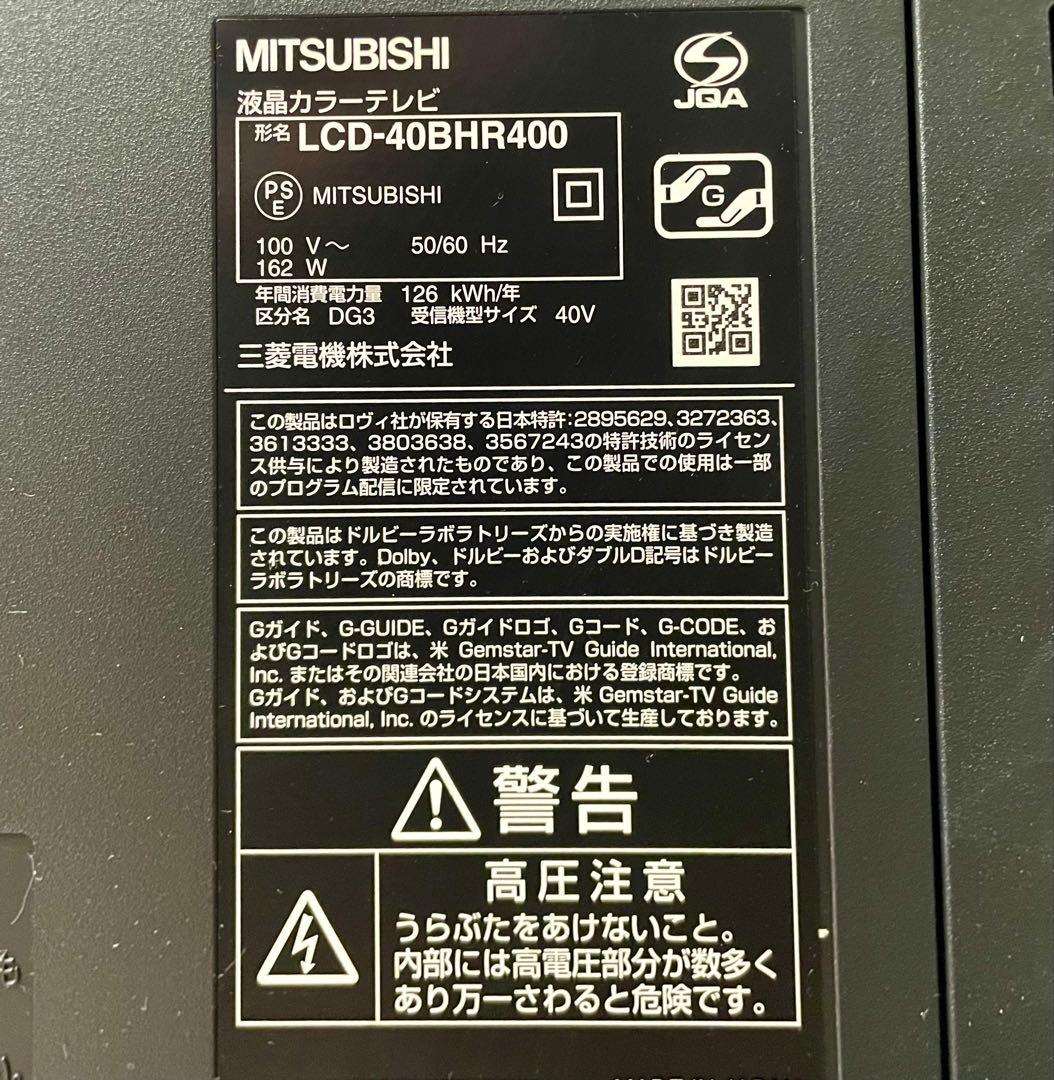 MITSUBISHI
JQA
液晶カラーテレビ
形名 LCD-40BHR400
PS
E
MITSUBISHI
G
100 V～ 50/60 Hz
162 W
年間消費電力量 126 kWh/年
区分名 DG3 受信機型サイズ 40V
三菱電機株式会社
この製品はロヴィ社が保有する日本特許:2895629、3272363、
3613333、3803638、3567243の特許技術のライセン
ス供与により製造されたものであり、この製品での使用は一部
のプログラム配信に限定されています。
この製品はドルビーラボラトリーズからの実施権に基づき製造
されています。Dolby、ドルビーおよびダブルD記号はドルビー
ラボラトリーズの商標です。
Gガイド、G-GUIDE、Gガイドロゴ、Gコード、G-CODE、お
よびGコードロゴは、米 Gemstar-TV Guide International,
Inc. またはその関連会社の日本国内における登録商標です。
Gガイド、およびGコードシステムは、米 Gemstar-TV Guide
International, Inc. のライセンスに基づいて生産しております。
警告
高圧注意
うらぶたをあけないこと。
内部には高電圧部分が数多く
あり万一さわると危険です。